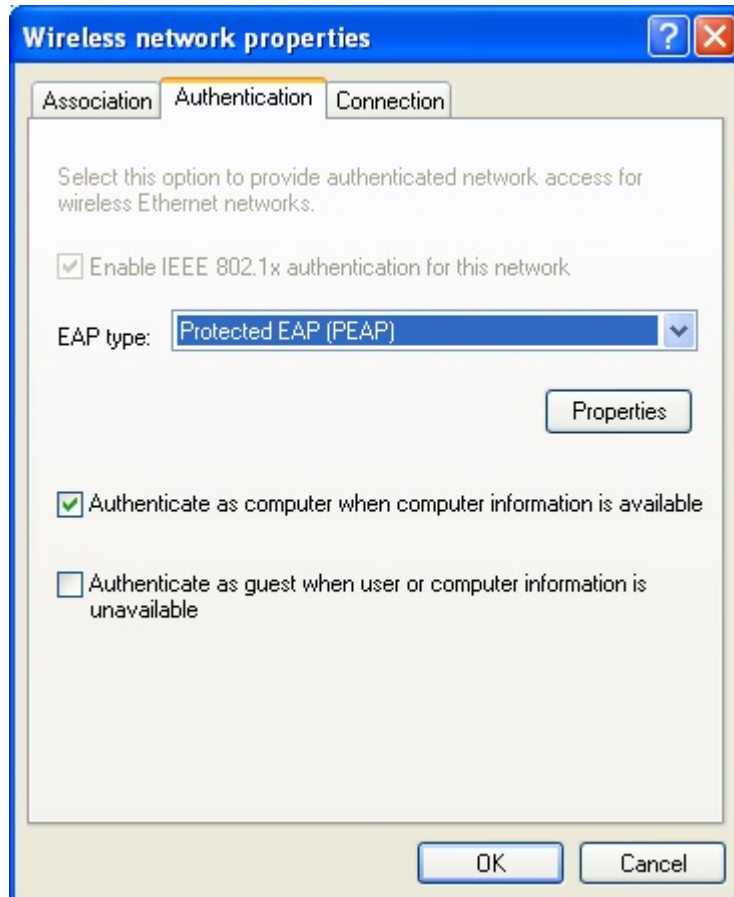 Wireless network properties
Association Authentication Connection
Select this option to provide authenticated network access for
wireless Ethernet networks.
Enable IEEE 802.1x authentication for this network
EAP type: Protected EAP (PEAP)
Properties
Authenticate as computer when computer information is available
Authenticate as guest when user or computer information is
unavailable
OK Cancel